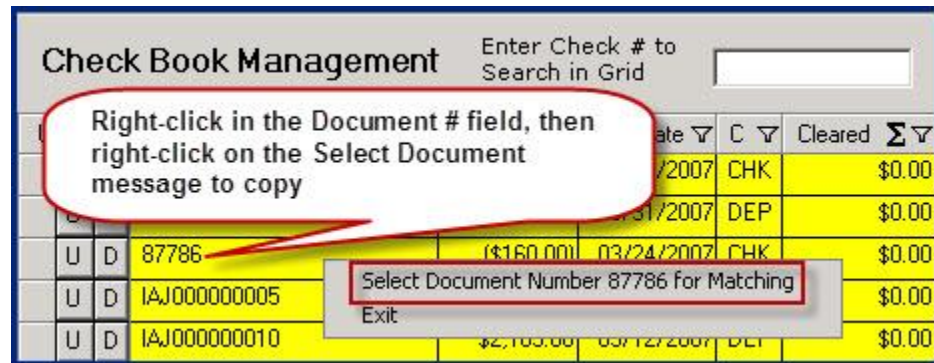 Check Book Management
Enter Check # to
Search in Grid
Right-click in the Document # field, then
right-click on the Select Document
message to copy
C Cleared Σ
/2007 CHK $0.00
/2007 DEP $0.00
U D 87786 ($160.00) 03/24/2007 CHK $0.00
Select Document Number 87786 for Matching
U D IAJ000000005 $0.00
Exit
U D IAJ000000010 DEP $0.00